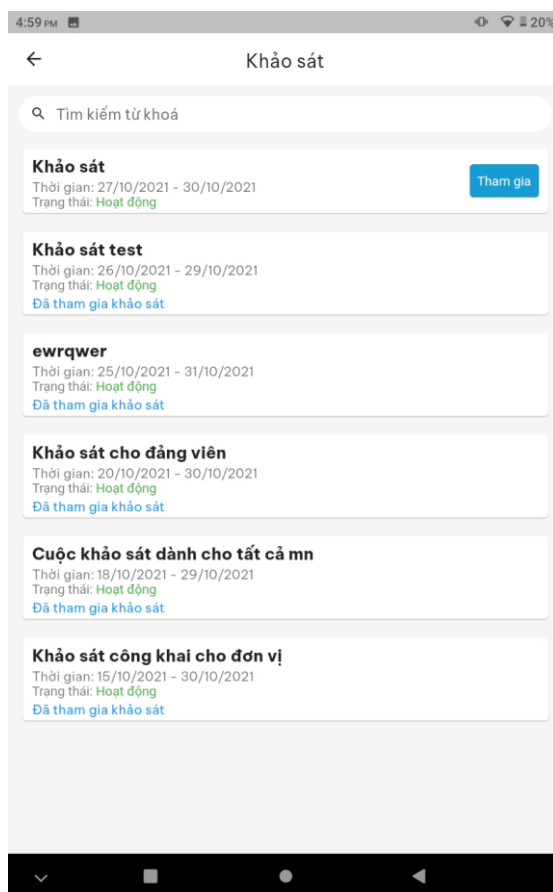 4:59 PM
20%
Khảo sát
Tìm kiếm từ khoá
Khảo sát
Thời gian: 27/10/2021 - 30/10/2021
Trạng thái: Hoạt động
Tham gia
Khảo sát test
Thời gian: 26/10/2021 - 29/10/2021
Trạng thái: Hoạt động
Đã tham gia khảo sát
ewrqwer
Thời gian: 25/10/2021 - 31/10/2021
Trạng thái: Hoạt động
Đã tham gia khảo sát
Khảo sát cho đảng viên
Thời gian: 20/10/2021 - 30/10/2021
Trạng thái: Hoạt động
Đã tham gia khảo sát
Cuộc khảo sát dành cho tất cả mn
Thời gian: 18/10/2021 - 29/10/2021
Trạng thái: Hoạt động
Đã tham gia khảo sát
Khảo sát công khai cho đơn vị
Thời gian: 15/10/2021 - 30/10/2021
Trạng thái: Hoạt động
Đã tham gia khảo sát